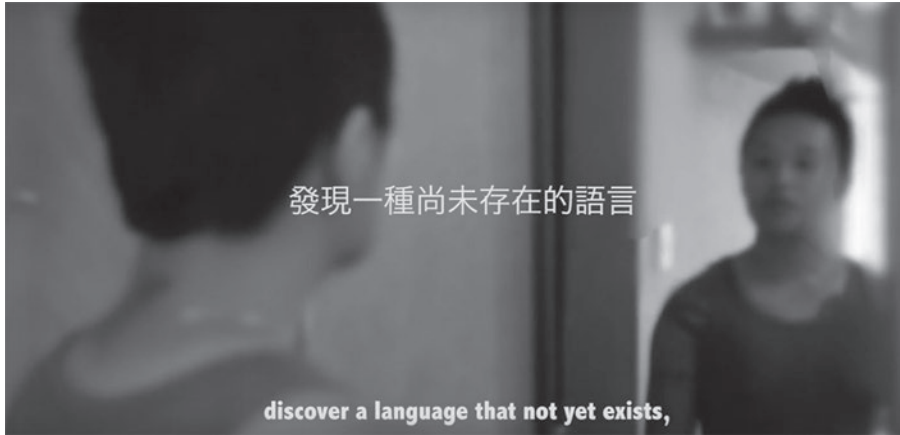 發現一種尚未存在的語言
discover a language that not yet exists,